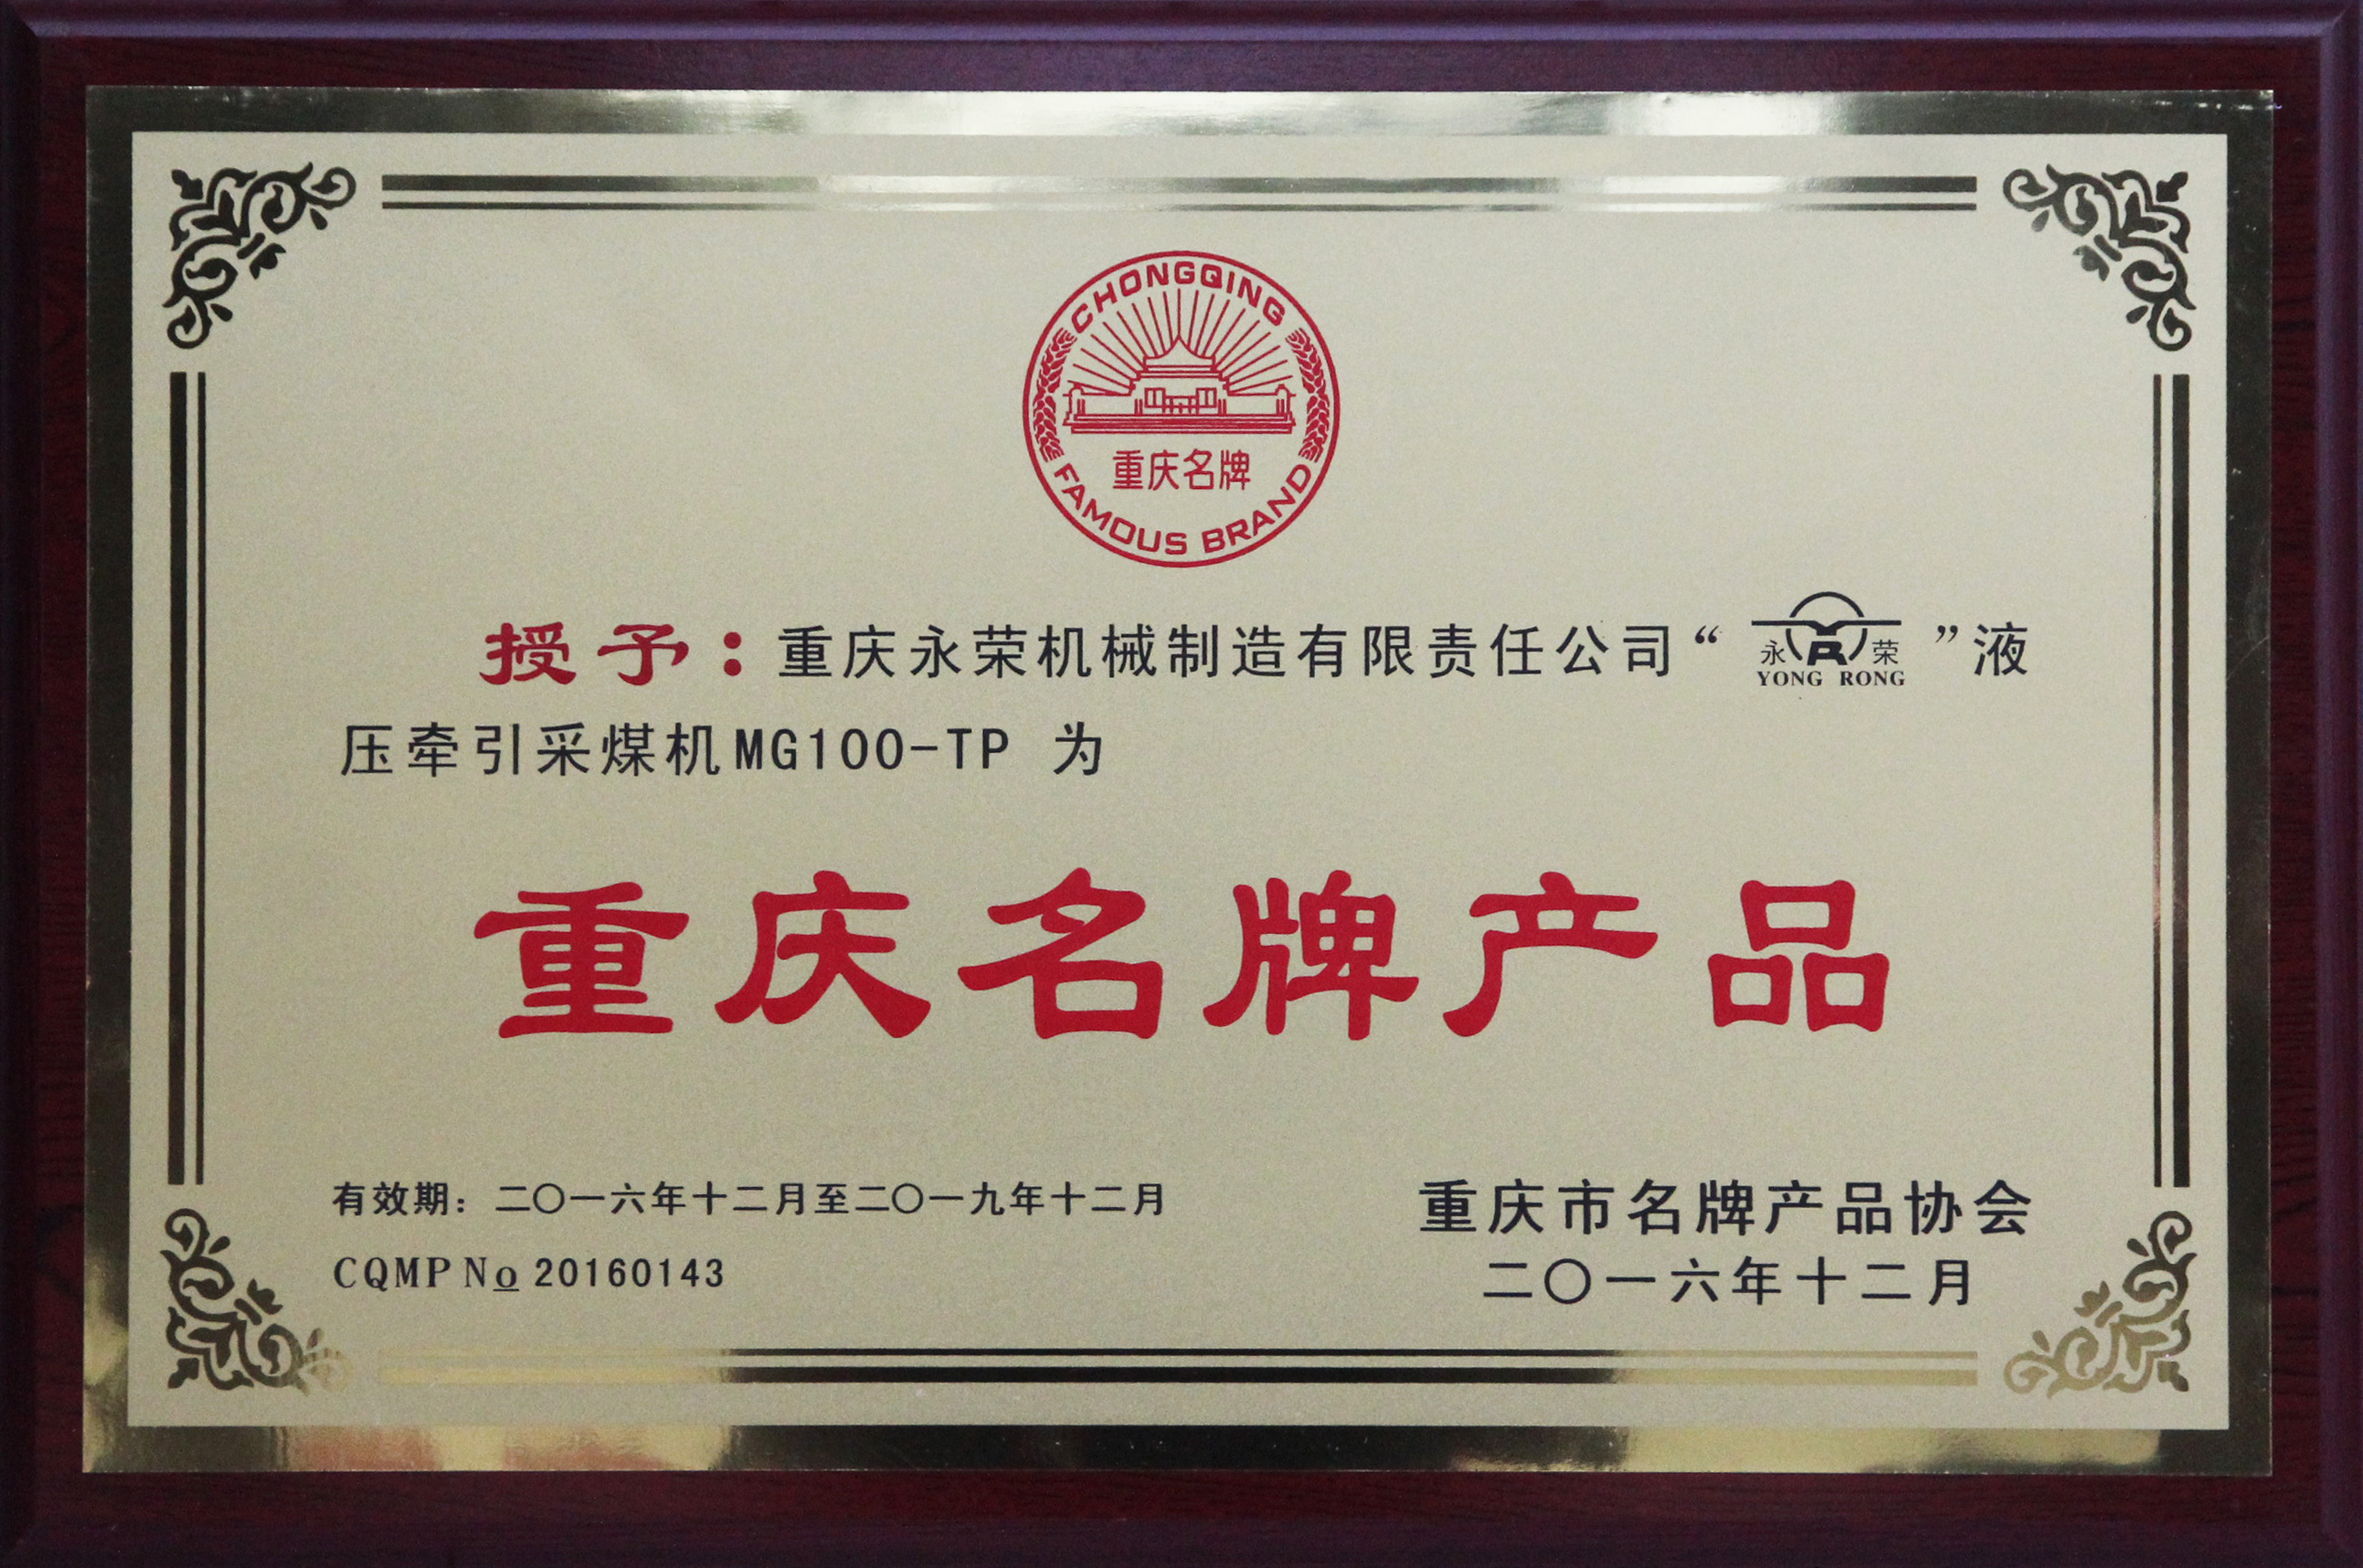 CHONGQING
重庆名牌
FAMOUS BRAND
授予：重庆永荣机械制造有限责任公司“永R荣”液
YONG RONG
压牵引采煤机MG100-TP 为
重庆名牌产品
有效期：二〇一六年十二月至二〇一九年十二月
重庆市名牌产品协会
CQMP No 20160143
二〇一六年十二月